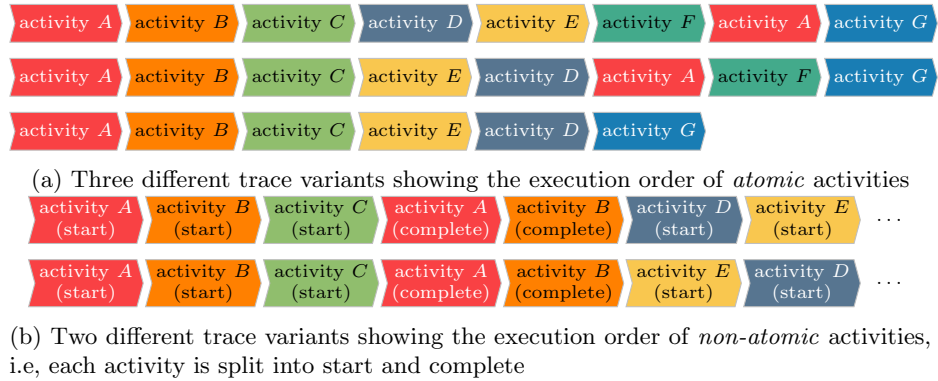 activity A activity B activity C activity D activity E activity F activity A activity G
activity A activity B activity C activity E activity D activity A activity F activity G
activity A activity B activity C activity E activity D activity G
(a) Three different trace variants showing the execution order of atomic activities
activity A activity B activity C activity A activity B activity D activity E
(start) (start) (start) (complete) (complete) (start) (start) ...
activity A activity B activity C activity A activity B activity E activity D
(start) (start) (start) (complete) (complete) (start) (start) ...
(b) Two different trace variants showing the execution order of non-atomic activities,
i.e, each activity is split into start and complete